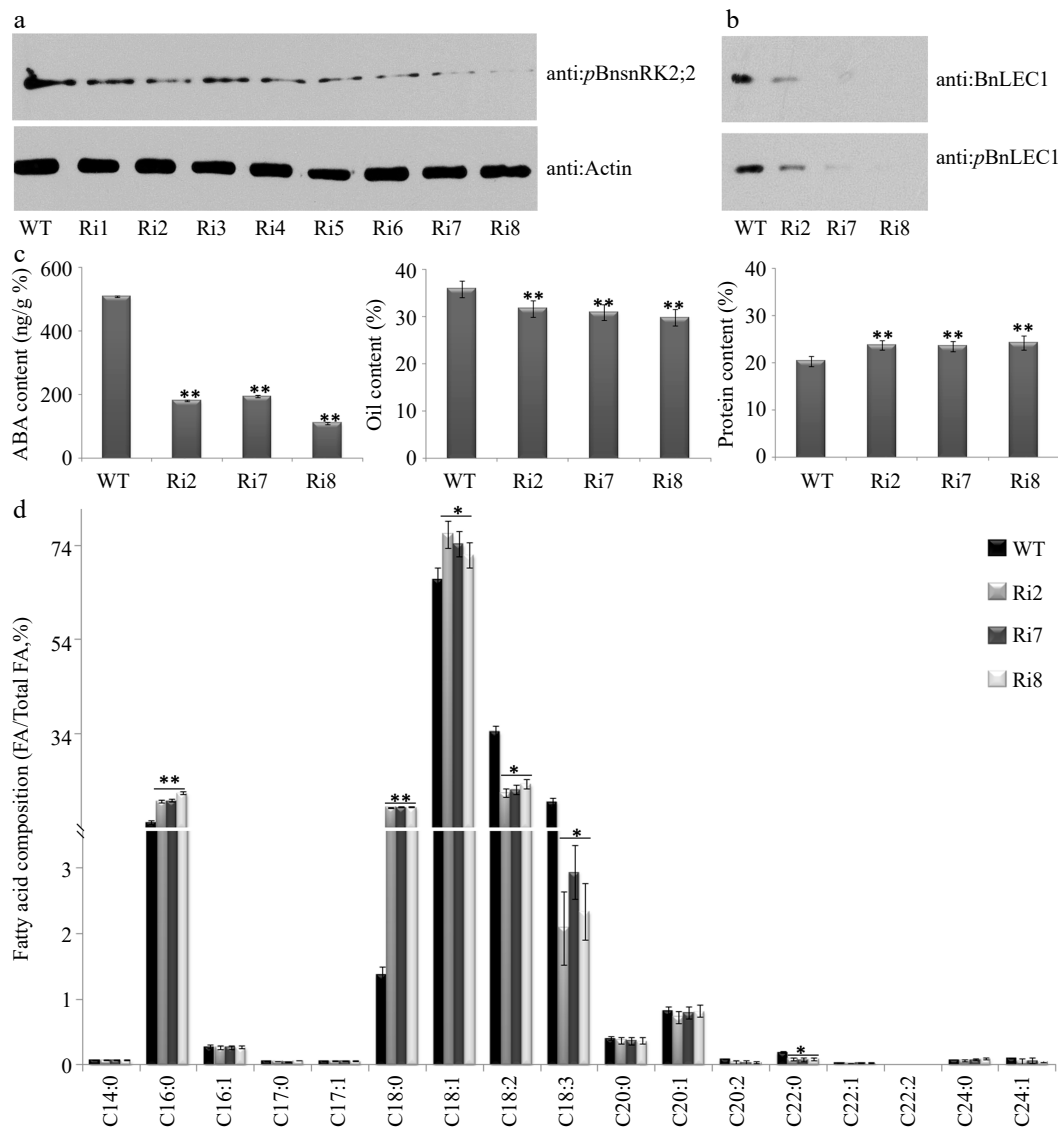 a
b
anti:pBnsnRK2;2
anti:BnLEC1
anti:Actin
anti:pBnLEC1
WT Ri1 Ri2 Ri3 Ri4 Ri5 Ri6 Ri7 Ri8
WT Ri2 Ri7 Ri8
c
ABA content (ng/g %)
600
400
200
0
** ** **
WT Ri2 Ri7 Ri8
Oil content (%)
40
30
20
10
0
** ** **
WT Ri2 Ri7 Ri8
Protein content (%)
40
30
20
10
0
** ** **
WT Ri2 Ri7 Ri8
d
Fatty acid composition (FA/Total FA,%)
74
54
34
3
2
1
0
**
**
*
*
*
*
WT
Ri2
Ri7
Ri8
C14:0
C16:0
C16:1
C17:0
C17:1
C18:0
C18:1
C18:2
C18:3
C20:0
C20:1
C20:2
C22:0
C22:1
C22:2
C24:0
C24:1